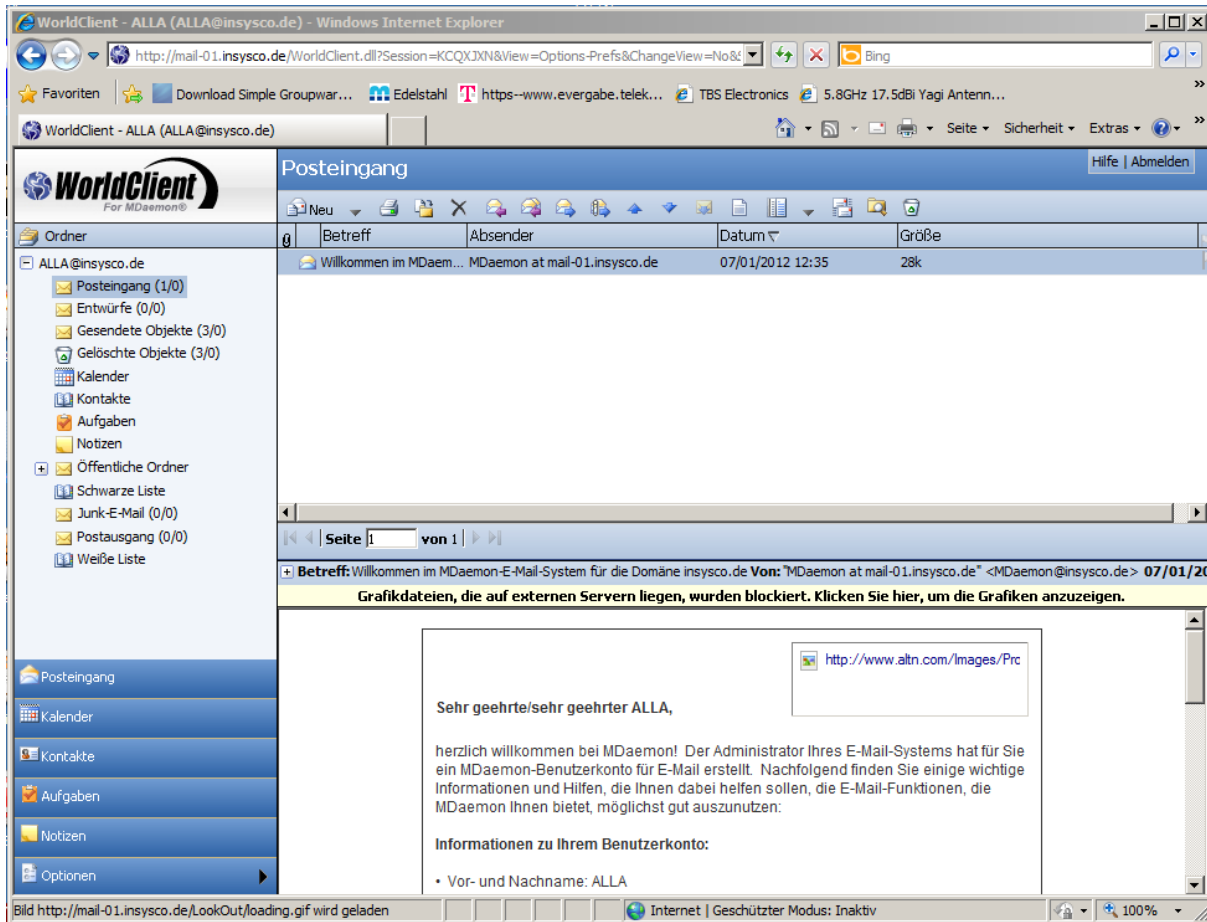 WorldClient - ALLA (ALLA@insysco.de) - Windows Internet Explorer
http://mail-01.insysco.de/WorldClient.dll?Session=KCQXJXN&View=Options-Prefs&ChangeView=No&
Bing
Favoriten Download Simple Groupwar... Edelstahl https--www.evergabe.telek... TBS Electronics 5.8GHz 17.5dBi Yagi Antenn...
WorldClient - ALLA (ALLA@insysco.de) Seite Sicherheit Extras
WorldClient
For MDaemon®
Posteingang
Hilfe | Abmelden
Neu
Ordner
Betreff Absender Datum Größe
Willkommen im MDaem... MDaemon at mail-01.insysco.de 07/01/2012 12:35 28k
ALLA@insysco.de
Posteingang (1/0)
Entwürfe (0/0)
Gesendete Objekte (3/0)
Gelöschte Objekte (3/0)
Kalender
Kontakte
Aufgaben
Notizen
Öffentliche Ordner
Schwarze Liste
Junk-E-Mail (0/0)
Postausgang (0/0)
Weiße Liste
Seite 1 von 1
Betreff: Willkommen im MDaemon-E-Mail-System für die Domäne insysco.de Von: "MDaemon at mail-01.insysco.de" <MDaemon@insysco.de> 07/01/20
Grafikdateien, die auf externen Servern liegen, wurden blockiert. Klicken Sie hier, um die Grafiken anzuzeigen.
http://www.altn.com/Images/Prc
Sehr geehrte/sehr geehrter ALLA,
herzlich willkommen bei MDaemon! Der Administrator Ihres E-Mail-Systems hat für Sie
ein MDaemon-Benutzerkonto für E-Mail erstellt. Nachfolgend finden Sie einige wichtige
Informationen und Hilfen, die Ihnen dabei helfen sollen, die E-Mail-Funktionen, die
MDaemon Ihnen bietet, möglichst gut auszunutzen:
Informationen zu Ihrem Benutzerkonto:
• Vor- und Nachname: ALLA
Posteingang
Kalender
Kontakte
Aufgaben
Notizen
Optionen
Bild http://mail-01.insysco.de/LookOut/loading.gif wird geladen
Internet | Geschützter Modus: Inaktiv
100%